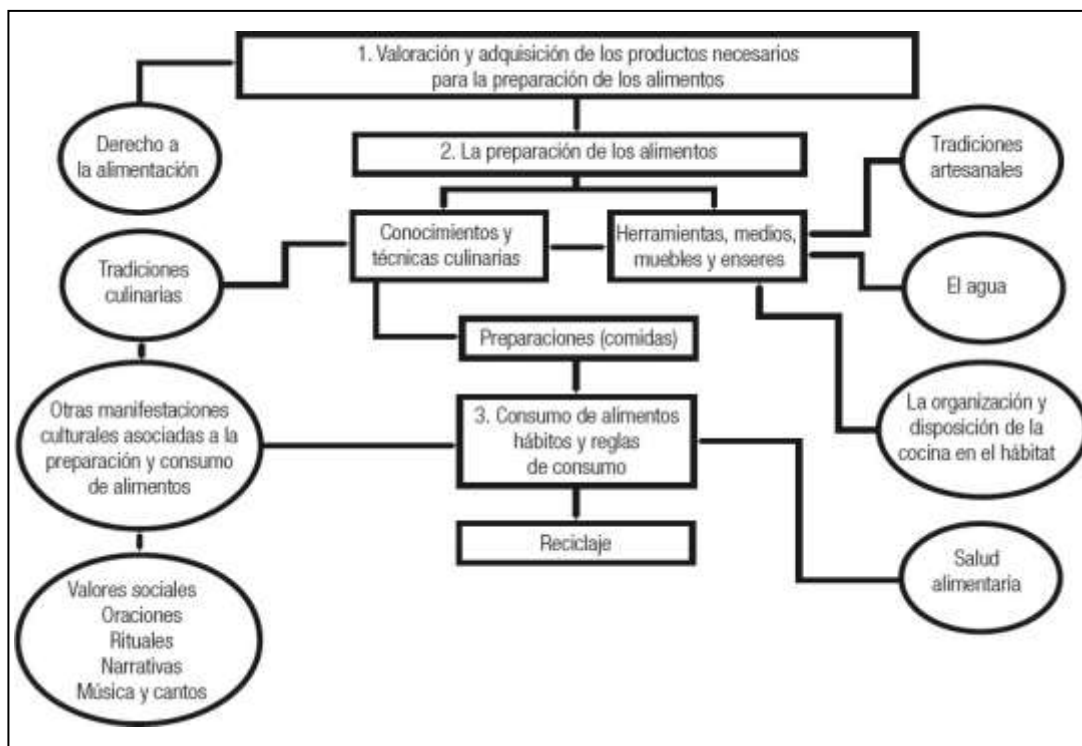 1. Valoración y adquisición de los productos necesarios
para la preparación de los alimentos
Derecho a
la alimentación
2. La preparación de los alimentos
Tradiciones
artesanales
Conocimientos y
técnicas culinarias
Herramientas, medios,
muebles y enseres
Tradiciones
culinarias
El agua
Preparaciones (comidas)
Otras manifestaciones
culturales asociadas a la
preparación y consumo
de alimentos
3. Consumo de alimentos
hábitos y reglas
de consumo
La organización y
disposición de la
cocina en el hábitat
Reciclaje
Salud
alimentaria
Valores sociales
Oraciones
Rituales
Narrativas
Música y cantos